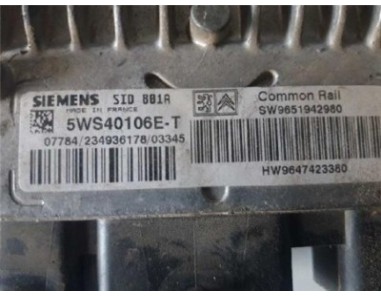 SIEMENS SID 801A
MADE IN FRANCE
5WS40106E-T
07784/234936178/03345
Common Rail
SW9651942980
HW9647423380